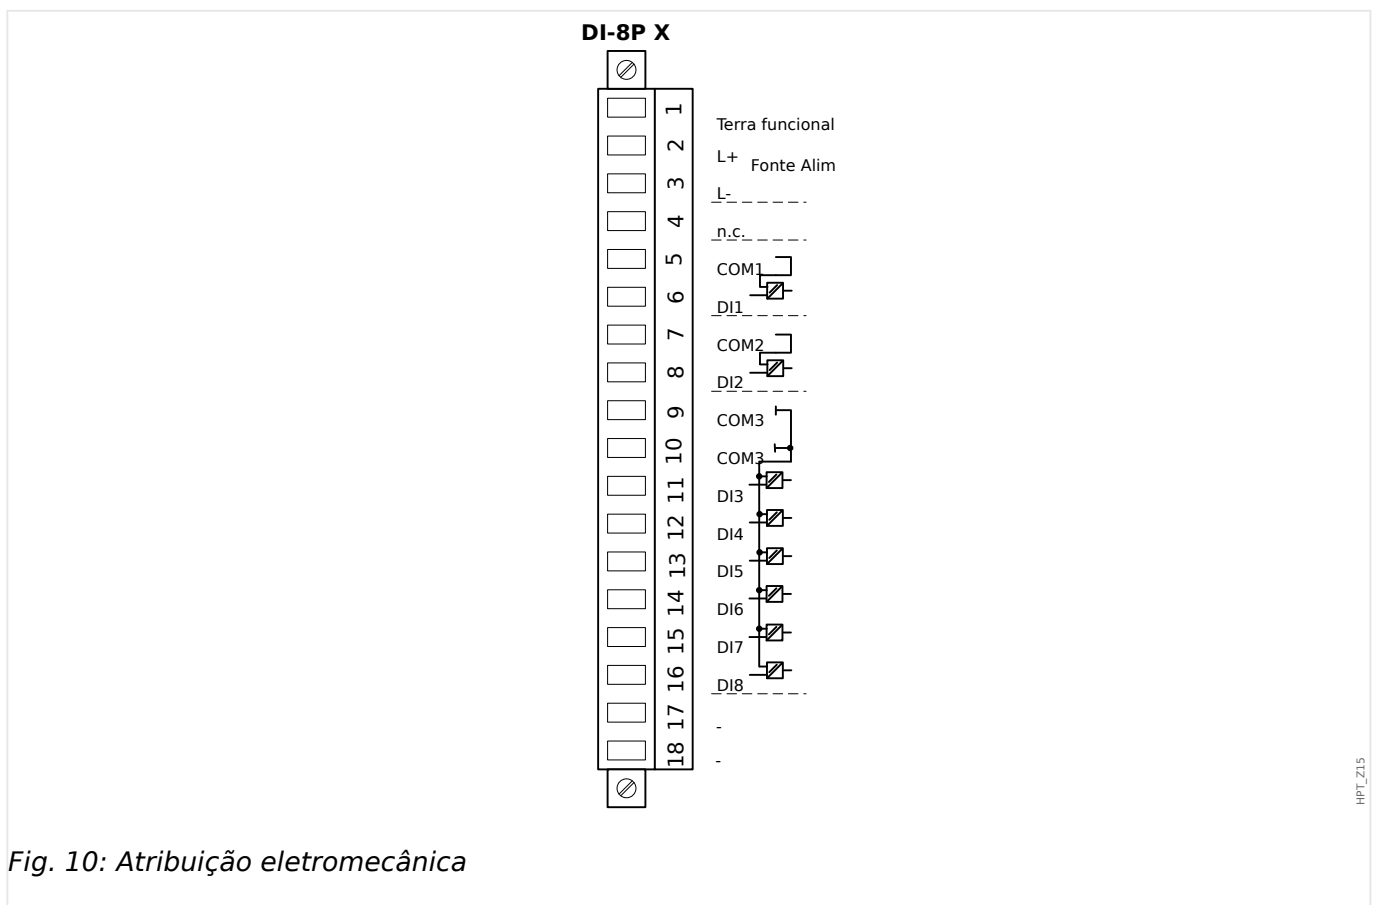 DI-8P X
1
Terra funcional
2
L+ Fonte Alim
3
L-
4
n.c.
5
COM1
6
DI1
7
COM2
8
DI2
9
COM3
10
COM3
11
DI3
12
DI4
13
DI5
14
DI6
15
DI7
16
DI8
17
-
18
-
HPT_Z15
Fig. 10: Atribuição eletromecânica